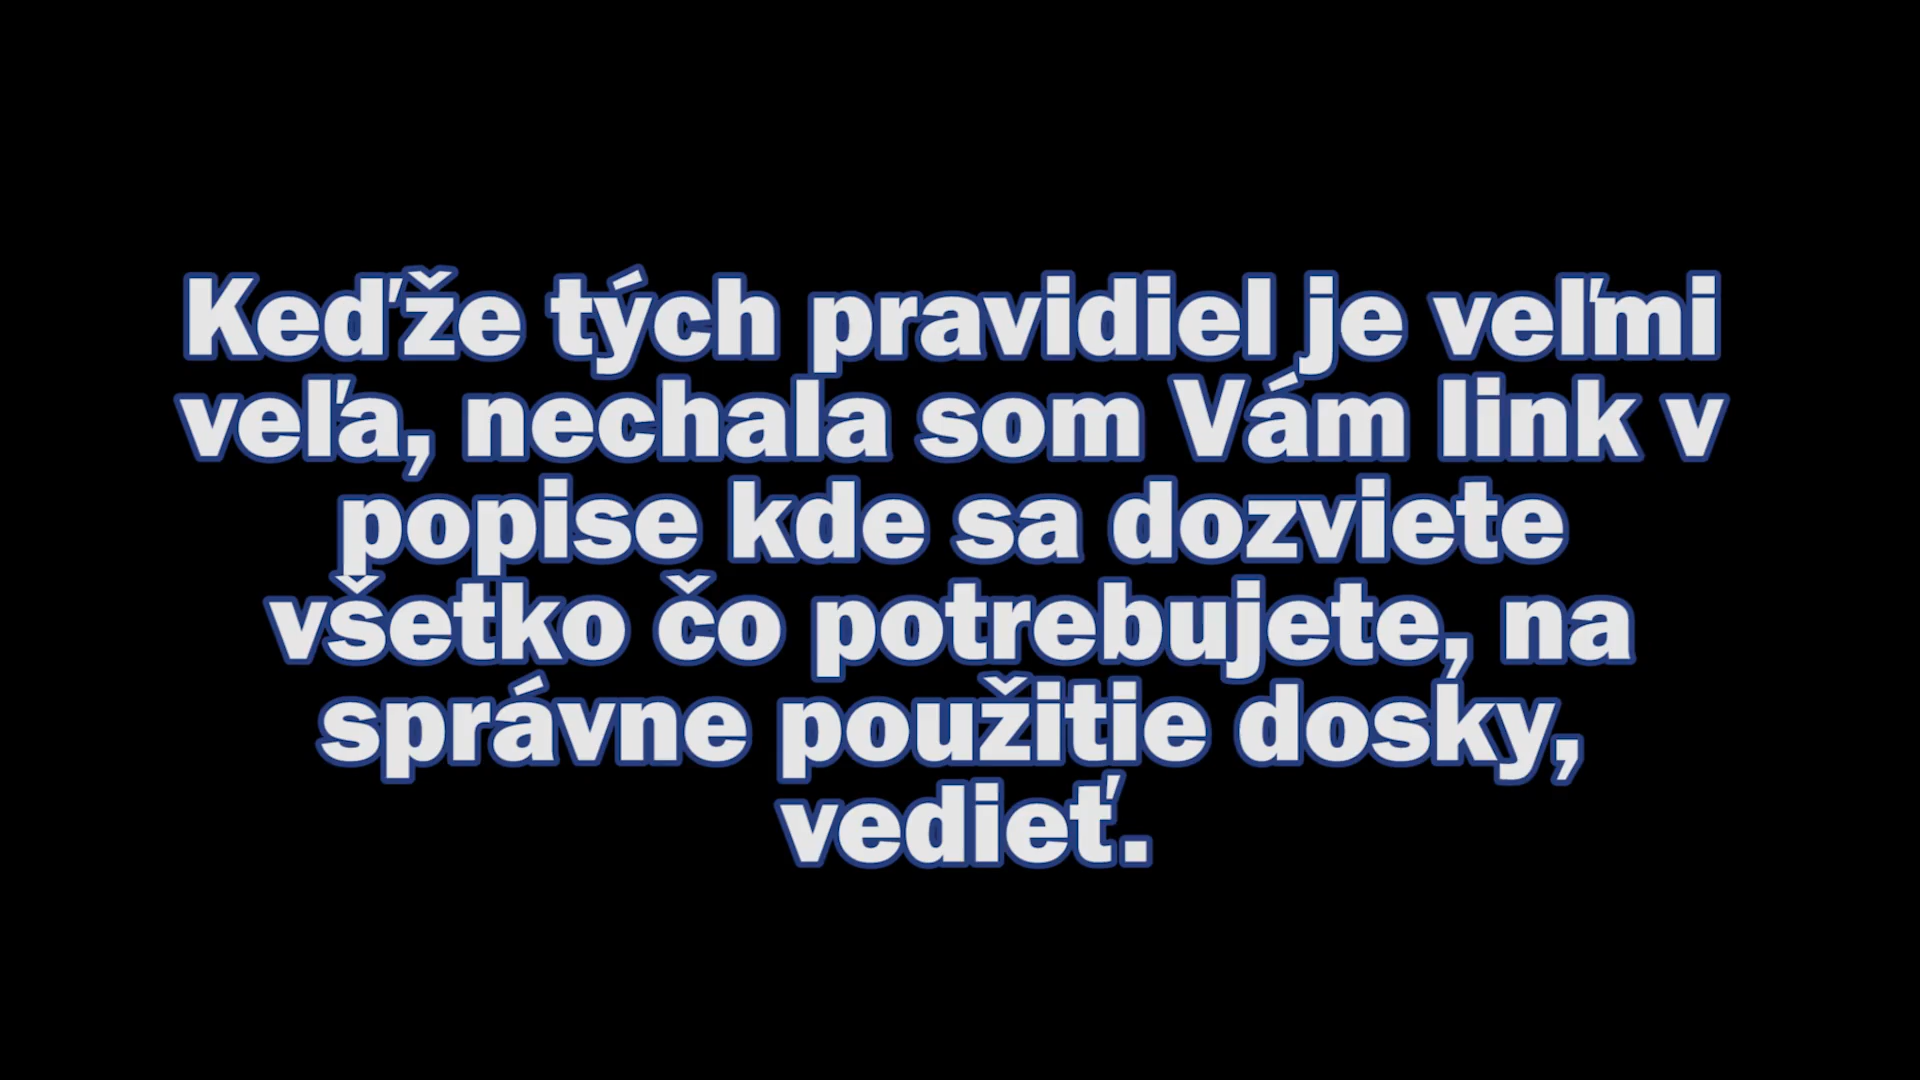 Keďže tých pravidiel je veľmi
veľa, nechala som Vám link v
popise kde sa dozviete
všetko čo potrebujete, na
správne použitie dosky,
vedieť.